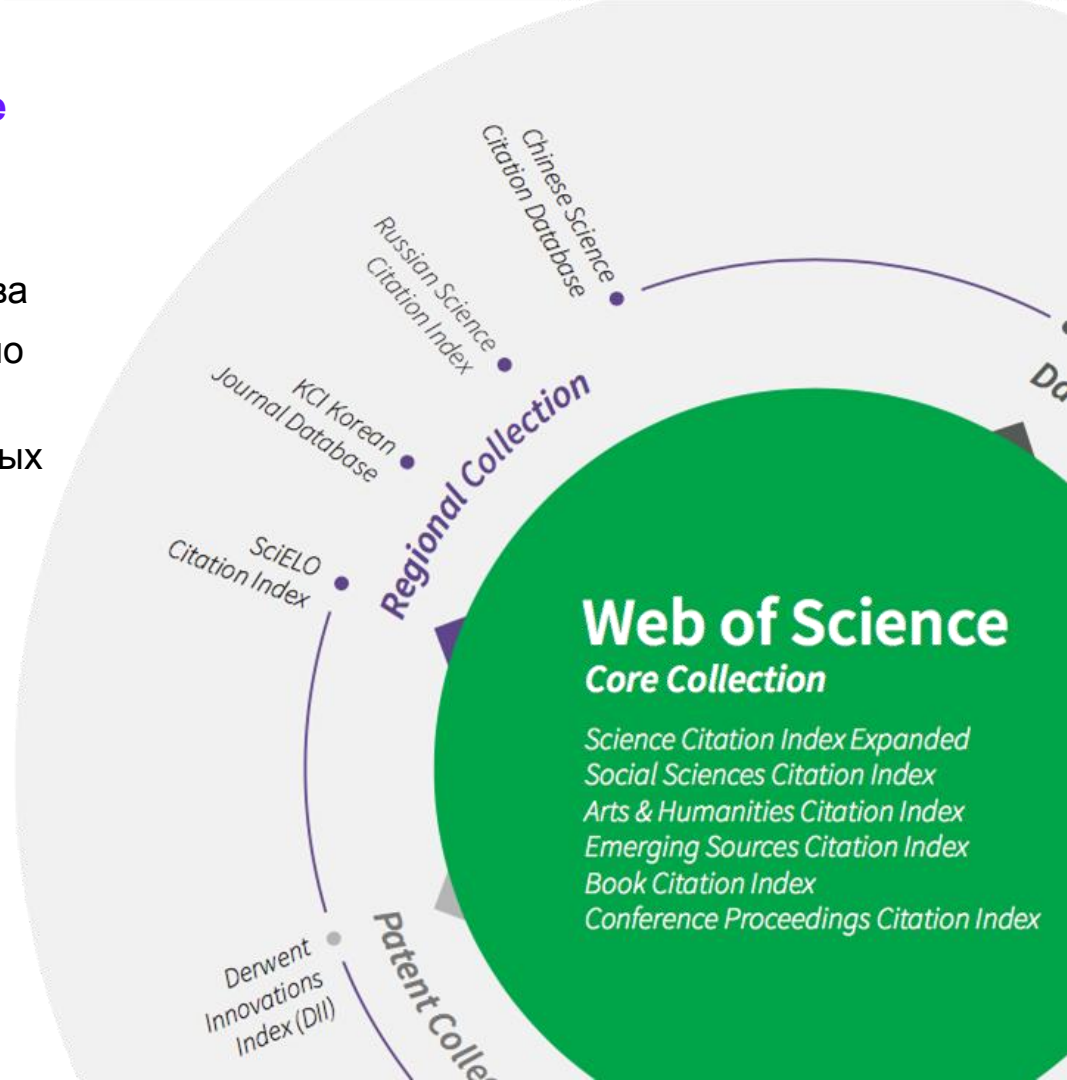 Chinese Science
Citation Database
Russian Science
Citation Index
KCI Korean
Journal Database
SciELO
Citation Index
Regional Collection
Web of Science
Core Collection
Science Citation Index Expanded
Social Sciences Citation Index
Arts & Humanities Citation Index
Emerging Sources Citation Index
Book Citation Index
Conference Proceedings Citation Index
Derwent
Innovations
Index (DII)
Patent